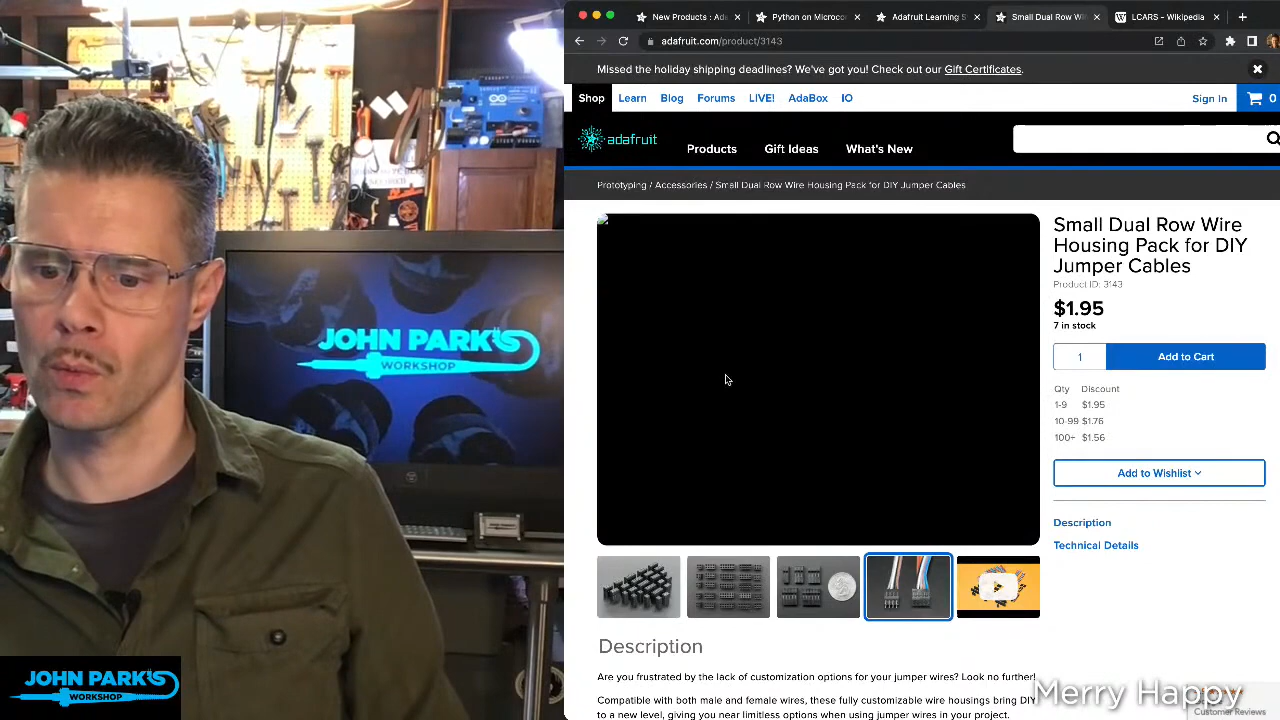 New Products : Ad
Python
Adafruit Learning
Row W
LCARS - Wikipe
adafruit.com/product/3143
Missed the holiday shipping deadline? We've got you! Check out our Gift Certificates.
Shop Learn Blog Forums LIVE! AdaBox IO Sign In 0
adafruit Products Gift Ideas What's New
Prototyping / Accessories / Small Dual Row Wire Housing Pack for DIY Jumper Cables
Small Dual Row Wire
Housing Pack for DIY
Jumper Cables
Product ID: 3143
$1.95
7 in stock
1 Add to Cart
Qty Discount
1-9 $1.95
10-99 $1.76
100+ $1.56
Add to Wishlist
Description
Technical Details
Description
Are you frustrated by the lack of customization options for your jumper wires? Look no further!
Compatible with both male and female wires, these fully customizable wire housings bring DIY
to a new level, giving you near limitless options when using jumper wires in your project.
Merry Happy
Customer Reviews
JOHN PARK'S
WORKSHOP
JOHN PARK'S
WORKSHOP